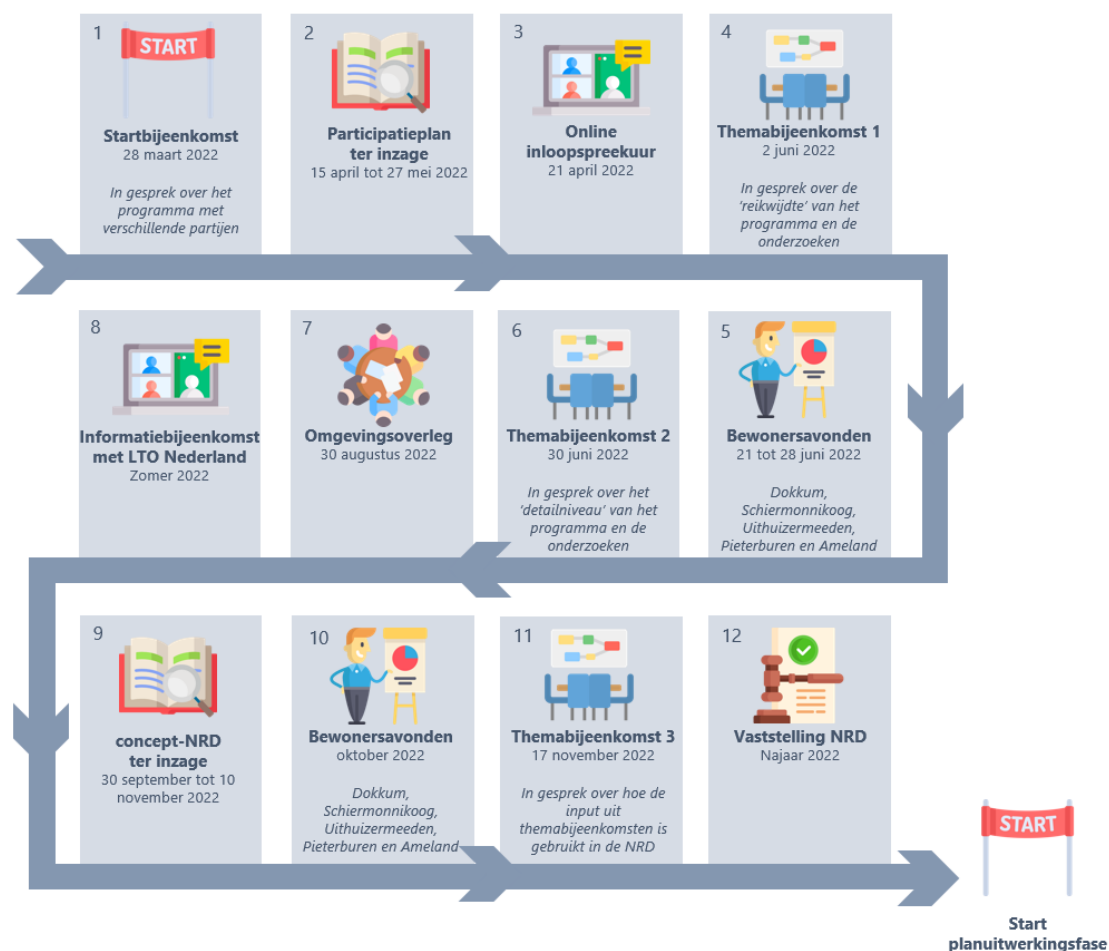 1
START
Startbijeenkomst
28 maart 2022
In gesprek over het
programma met
verschillende partijen
2
Participatieplan
ter inzage
15 april tot 27 mei 2022
3
Online
inloopspreekuur
21 april 2022
4
Themabijeenkomst 1
2 juni 2022
In gesprek over de
‘reikwijdte’ van het
programma en de
onderzoeken
5
Bewonersavonden
21 tot 28 juni 2022
Dokkum,
Schiermonnikoog,
Uithuizermeeden,
Pieterburen en Ameland
6
Themabijeenkomst 2
30 juni 2022
In gesprek over het
‘detailniveau’ van het
programma en de
onderzoeken
7
Omgevingsoverleg
30 augustus 2022
8
Informatiebijeenkomst
met LTO Nederland
Zomer 2022
9
concept-NRD
ter inzage
30 september tot 10
november 2022
10
Bewonersavonden
oktober 2022
Dokkum,
Schiermonnikoog,
Uithuizermeeden,
Pieterburen en Ameland
11
Themabijeenkomst 3
17 november 2022
In gesprek over hoe de
input uit
themabijeenkomsten is
gebruikt in de NRD
12
Vaststelling NRD
Najaar 2022
START
Start
planuitwerkingsfase